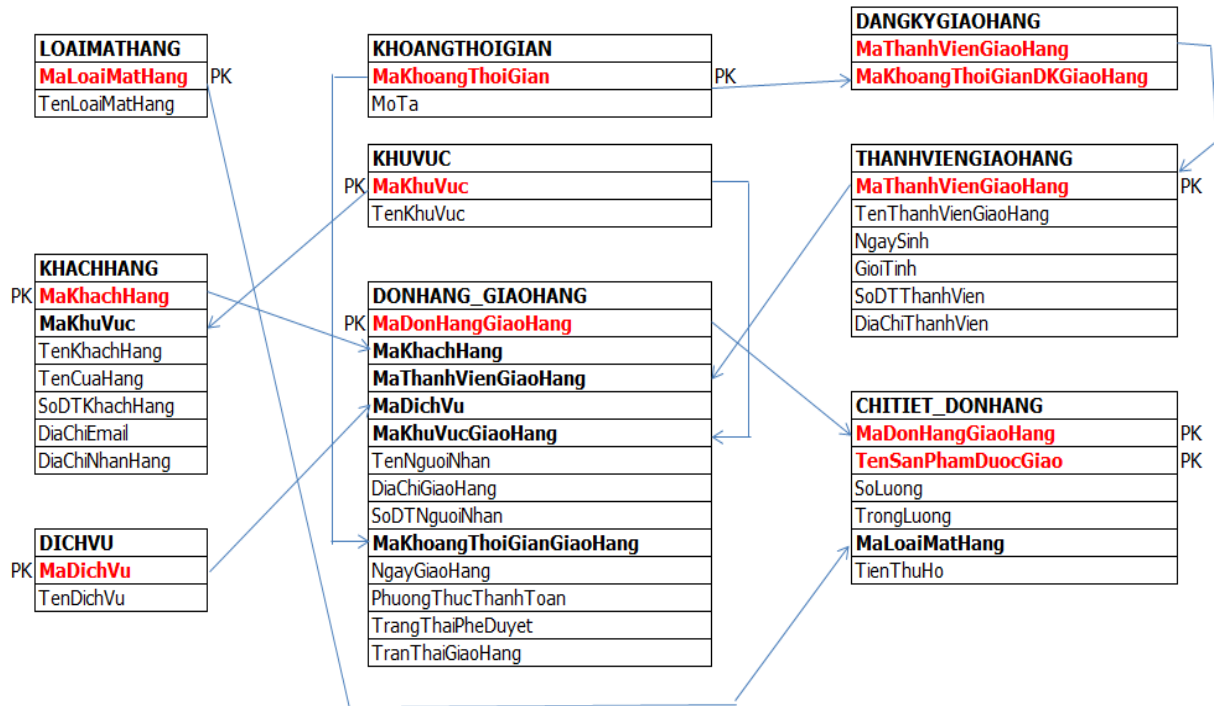 LOAIMATHANG
MaLoaiMatHang PK
TenLoaiMatHang
KHOANGTHOIGIAN
MaKhoangThoiGian PK
MoTa
DANGKYGIAOHANG
MaThanhVienGiaoHang
MaKhoangThoiGianDKGiaoHang
KHUVUC
PK MaKhuVuc
TenKhuVuc
THANHVIENGIAOHANG
MaThanhVienGiaoHang PK
TenThanhVienGiaoHang
NgaySinh
GioiTinh
SoDTThanhVien
DiaChiThanhVien
KHACHHANG
PK MaKhachHang
MaKhuVuc
TenKhachHang
TenCuaHang
SoDTKhachHang
DiaChiEmail
DiaChiNhanHang
DONHANG_GIAOHANG
PK MaDonHangGiaoHang
MaKhachHang
MaThanhVienGiaoHang
MaDichVu
MaKhuVucGiaoHang
TenNguoiNhan
DiaChiGiaoHang
SoDTNguoiNhan
MaKhoangThoiGianGiaoHang
NgayGiaoHang
PhuongThucThanhToan
TrangThaiPheDuyet
TranThaiGiaoHang
CHITIET_DONHANG
MaDonHangGiaoHang PK
TenSanPhamDuocGiao PK
SoLuong
TrongLuong
MaLoaiMatHang
TienThuHo
DICHVU
PK MaDichVu
TenDichVu